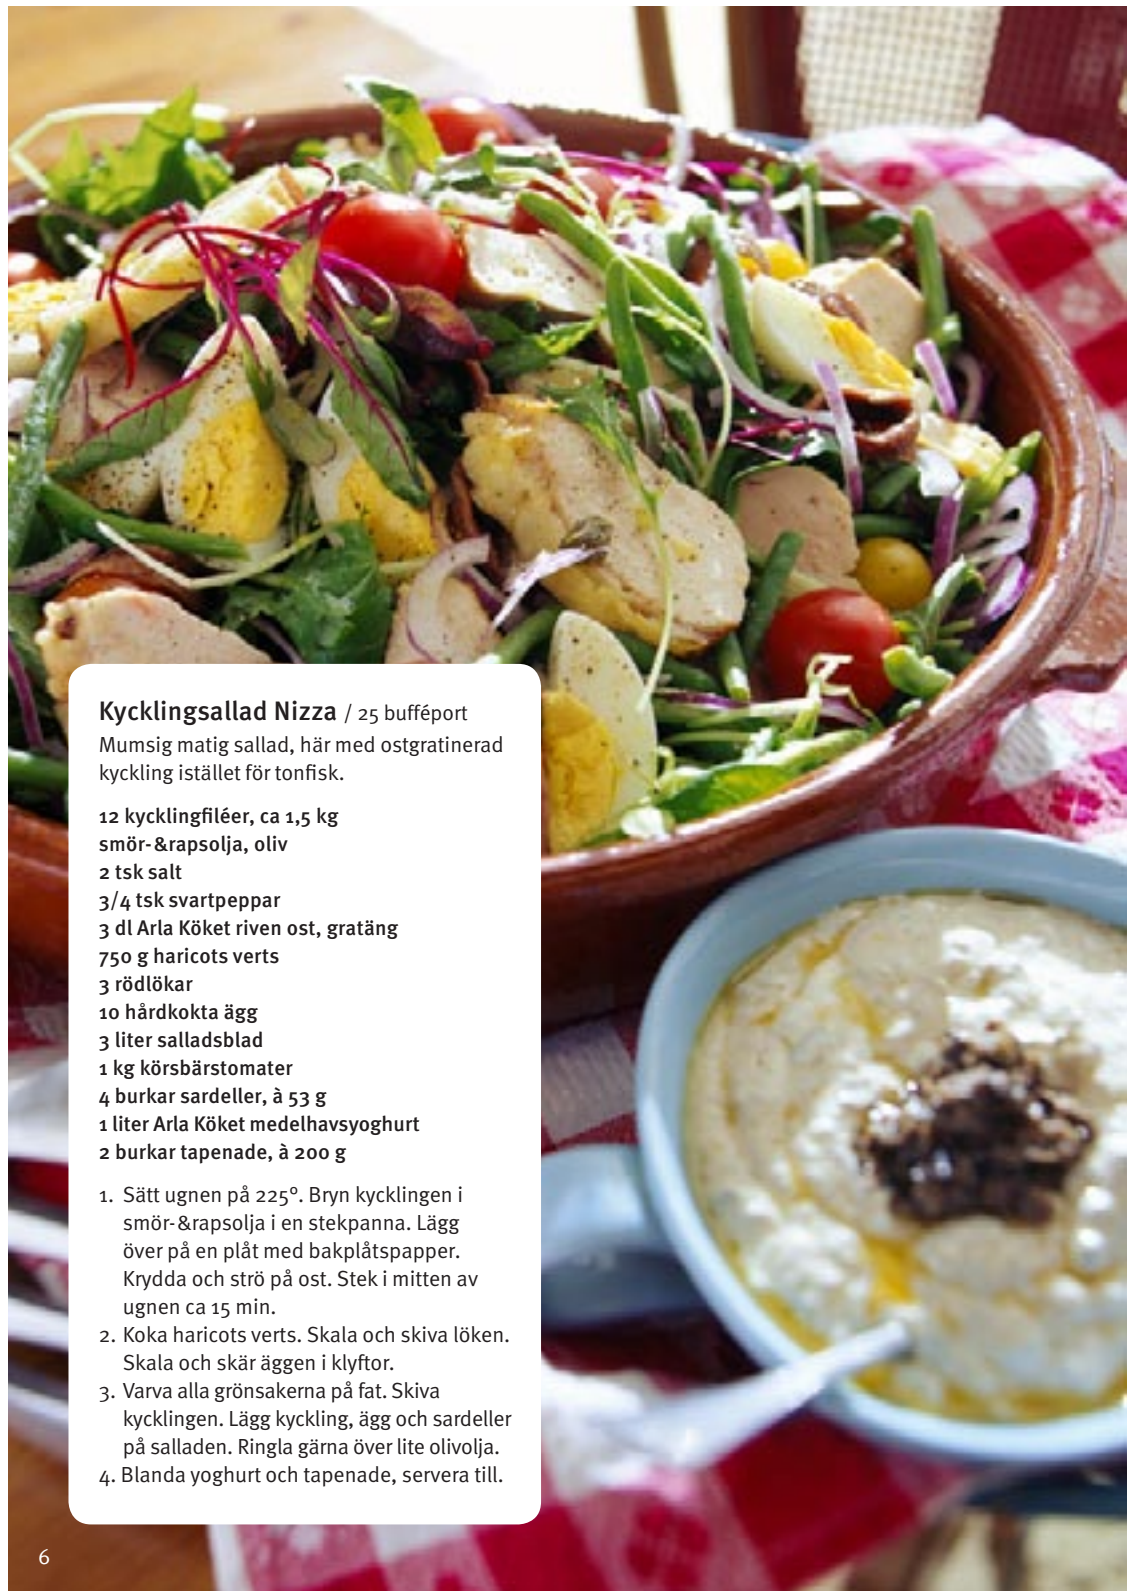 Kycklingsallad Nizza / 25 bufféport
Mumsig matig sallad, här med ostgratinerad
kyckling istället för tonfisk.
12 kycklingfiléer, ca 1,5 kg
smör-&rapsolja, oliv
2 tsk salt
3/4 tsk svartpeppar
3 dl Arla Köket riven ost, gratäng
750 g haricots verts
3 rödlökar
10 hårdkokta ägg
3 liter salladsblad
1 kg körsbärstomater
4 burkar sardeller, à 53 g
1 liter Arla Köket medelhavsyoghurt
2 burkar tapenade, à 200 g
1. Sätt ugnen på 225°. Bryn kycklingen i
smör-&rapsolja i en stekpanna. Lägg
över på en plåt med bakplåtspapper.
Krydda och strö på ost. Stek i mitten av
ugnen ca 15 min.
2. Koka haricots verts. Skala och skiva löken.
Skala och skär äggen i klyftor.
3. Varva alla grönsakerna på fat. Skiva
kycklingen. Lägg kyckling, ägg och sardeller
på salladen. Ringla gärna över lite olivolja.
4. Blanda yoghurt och tapenade, servera till.
6